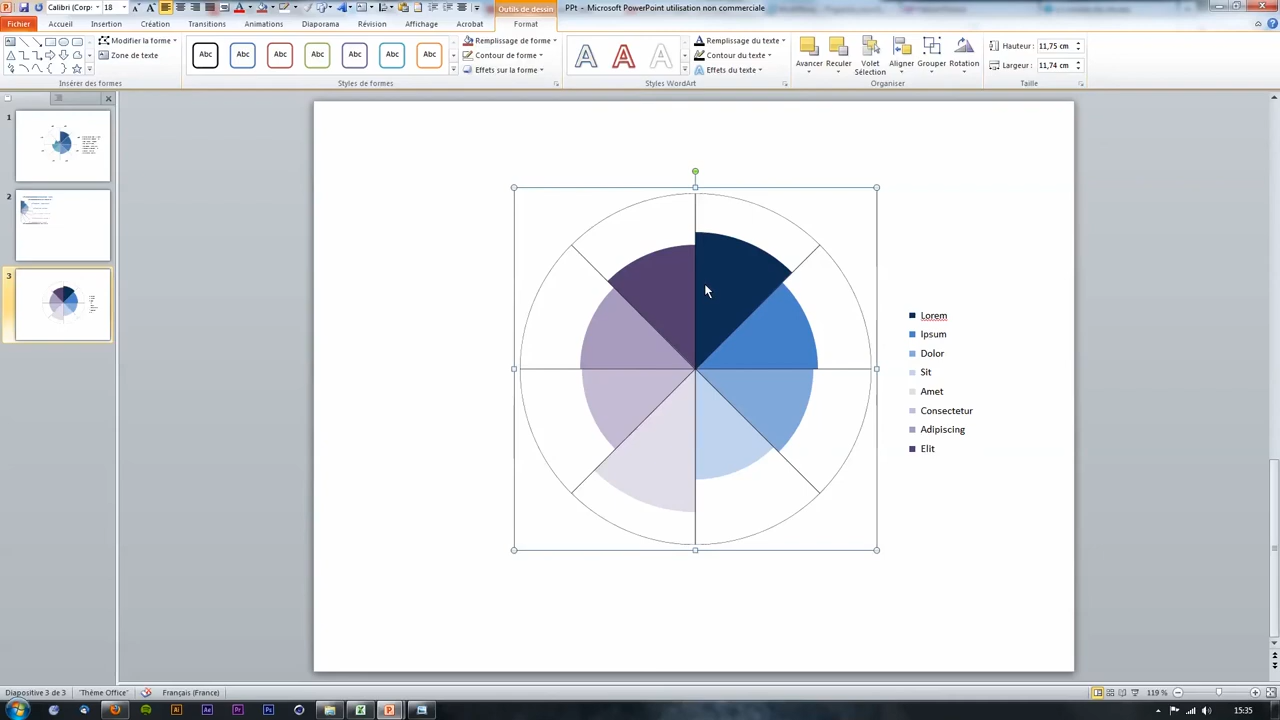 Calibri (Corp: 18
Outils de dessin
PPt - Microsoft PowerPoint utilisation non commerciale
Fichier Accueil Insertion Création Transitions Animations Diaporama Révision Affichage Acrobat Format
Modifier la forme
Zone de texte
Insérer des formes
Abc Abc Abc Abc Abc Abc Abc
Remplissage de forme
Contour de forme
Effets sur la forme
Styles de formes
A A A
Remplissage du texte
Contour du texte
Effets du texte
Styles WordArt
Avancer Reculer Volet Sélection Aligner Grouper Rotation
Organiser
Hauteur: 11,75 cm
Largeur: 11,74 cm
Taille
1
2
3
Lorem
Ipsum
Dolor
Sit
Amet
Consectetur
Adipiscing
Elit
Diapositive 3 de 3 "Thème Office" Français (France) 119 %
15:35